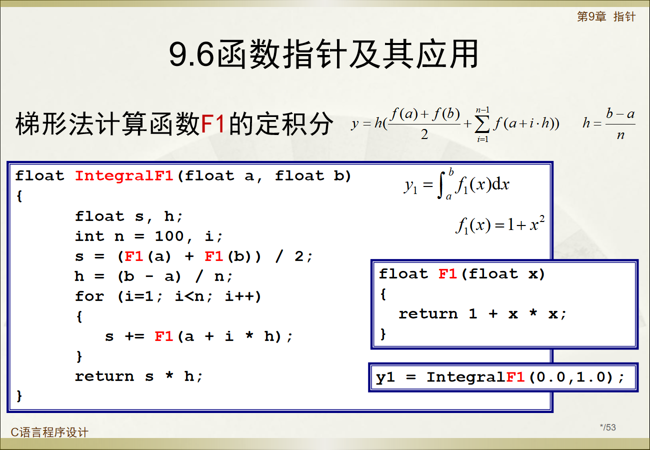 第9章 指针
9.6函数指针及其应用
梯形法计算函数F1的定积分 y = h(\frac{f(a)+f(b)}{2}+\sum_{i=1}^{n-1}f(a+i·h)) h=\frac{b-a}{n}
float IntegralF1(float a, float b)
{
float s, h;
int n = 100, i;
s = (F1(a) + F1(b)) / 2;
h = (b - a) / n;
for (i=1; i<n; i++)
{
s += F1(a + i * h);
}
return s * h;
}
y_1 = \int_a^b f_1(x)dx
f_1(x)=1+x^2
float F1(float x)
{
return 1 + x * x;
}
y1 = IntegralF1(0.0,1.0);
C语言程序设计
*/53